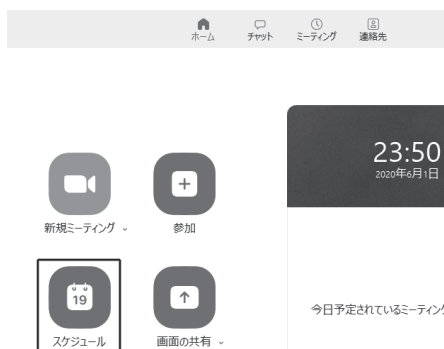 ホーム
チャット
ミーティング
連絡先
23:50
2020年6月1日
新規ミーティング
参加
19
スケジュール
画面の共有
今日予定されているミーティング